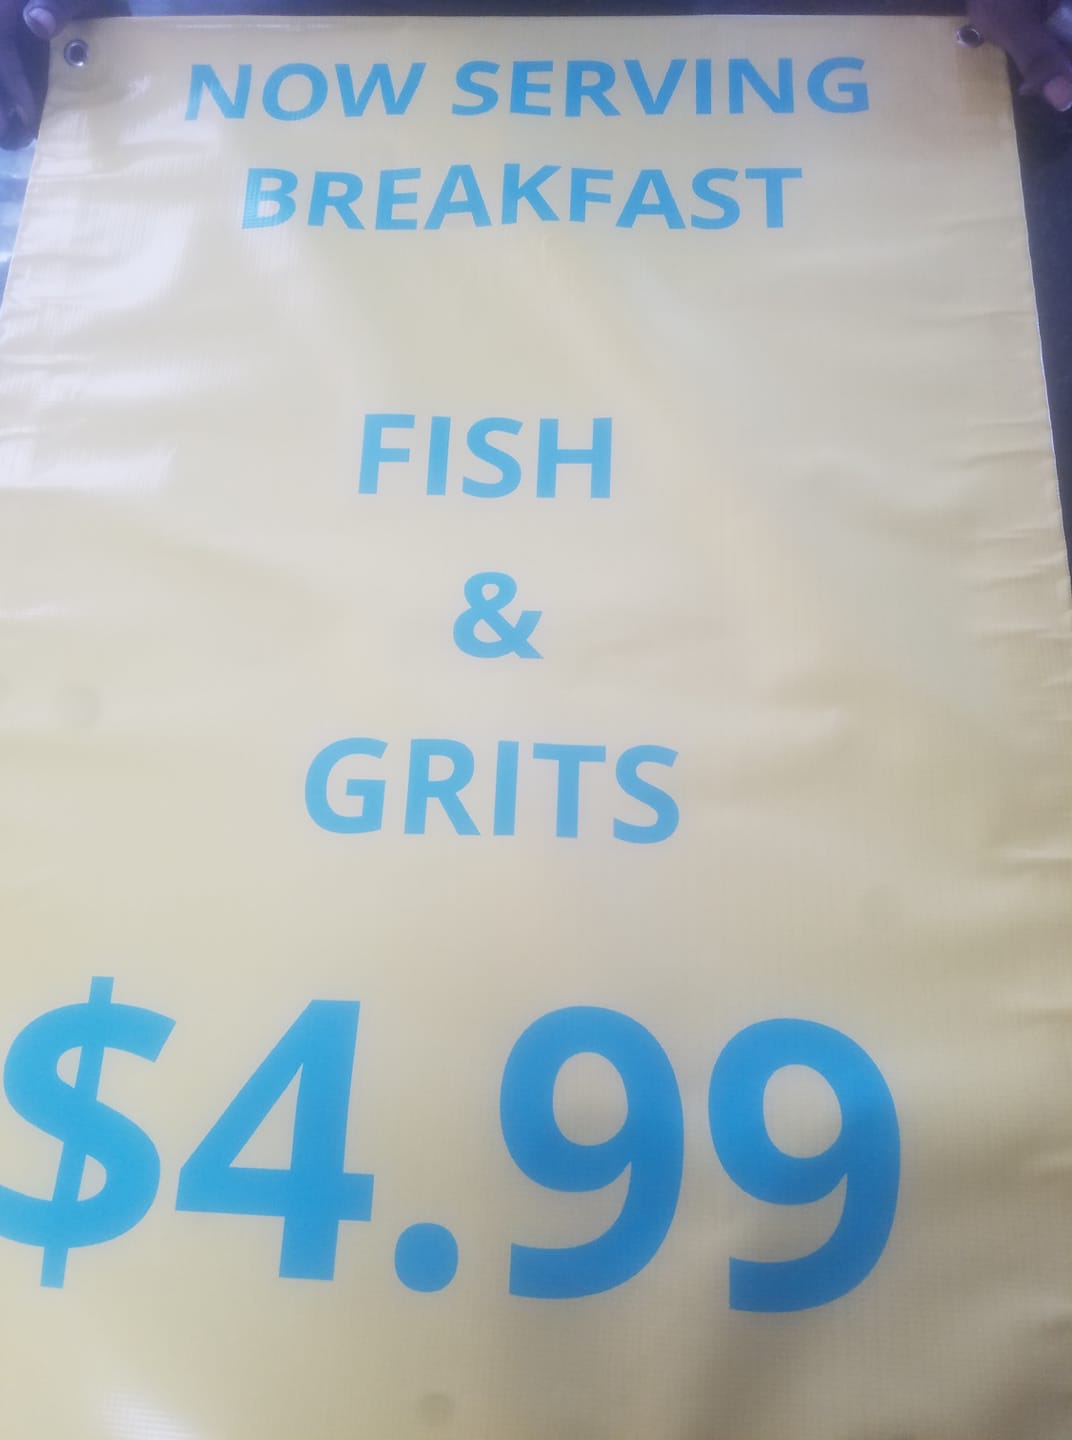 NOW SERVING
BREAKFAST
FISH
&
GRITS
$4.99